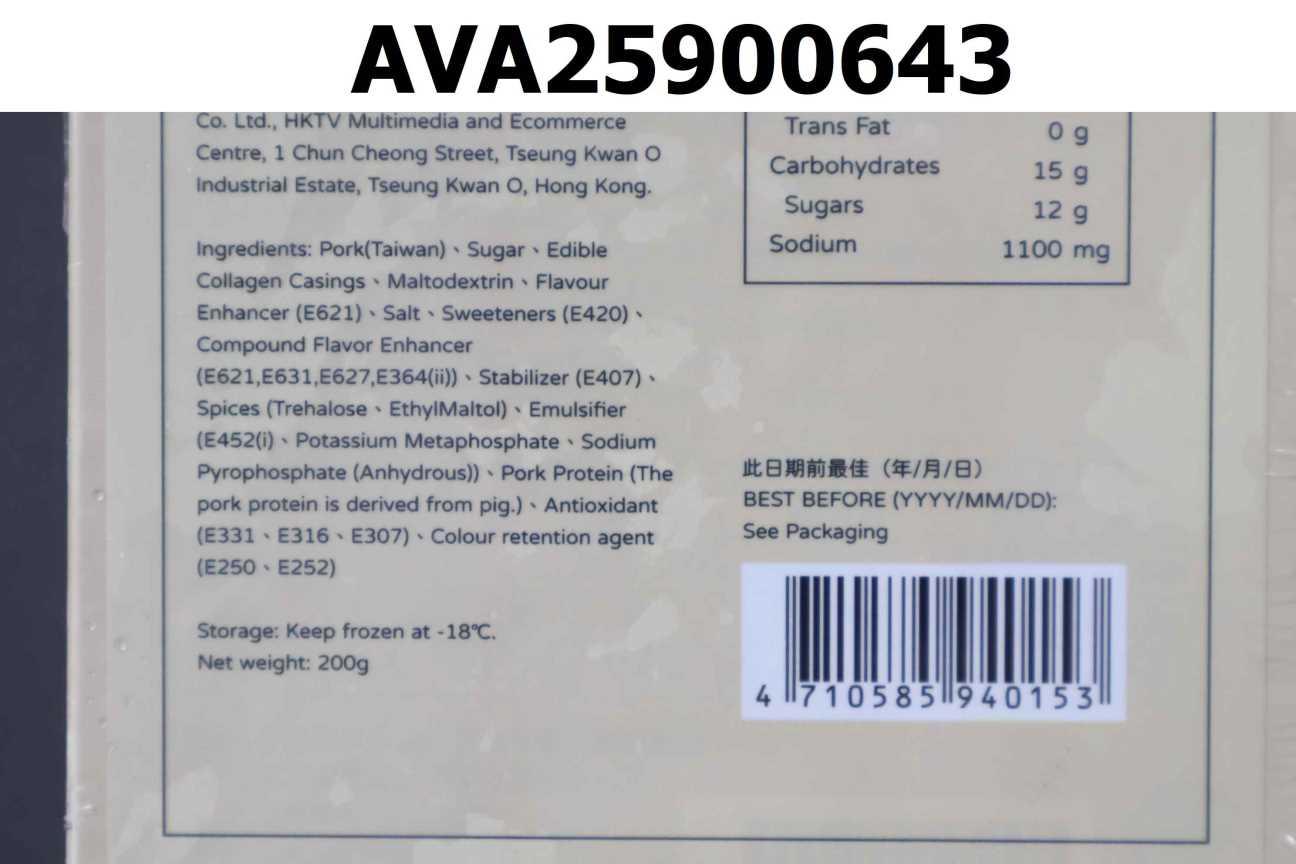 AVA25900643
Co. Ltd., HKTV Multimedia and Ecommerce
Centre, 1 Chun Cheong Street, Tseung Kwan O
Industrial Estate, Tseung Kwan O, Hong Kong.
Ingredients: Pork(Taiwan)、Sugar、Edible
Collagen Casings、Maltodextrin、Flavour
Enhancer (E621)、Salt、Sweeteners (E420)、
Compound Flavor Enhancer
(E621,E631,E627,E364(ii))、Stabilizer (E407)、
Spices (Trehalose、EthylMaltol)、Emulsifier
(E452(i)、Potassium Metaphosphate、Sodium
Pyrophosphate (Anhydrous))、Pork Protein (The
pork protein is derived from pig.)、Antioxidant
(E331、E316、E307)、Colour retention agent
(E250、E252)
Storage: Keep frozen at -18℃.
Net weight: 200g
Trans Fat 0 g
Carbohydrates 15 g
Sugars 12 g
Sodium 1100 mg
此日期前最佳（年/月/日）
BEST BEFORE (YYYY/MM/DD):
See Packaging
4 710585 940153